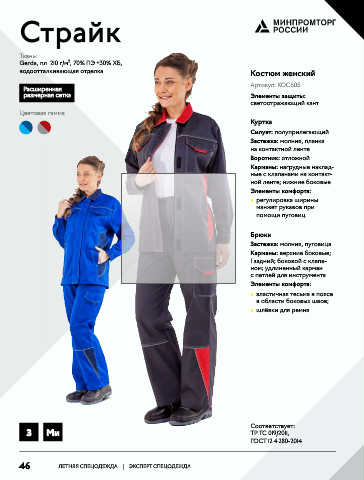 Страйк
МИНПРОМТОРГ
РОССИИ
Ткань:
Gerda, пл. 210 г/м², 70% ПЭ +30% ХБ,
водоотталкивающая отделка
Расширенная
размерная сетка
Цветовая гамма:
Костюм женский
Артикул: КОС605
Элементы защиты:
светоотражающий кант
Куртка
Силуэт: полуприлегающий
Застежка: молния, планка
на контактной ленте
Воротник: отложной
Карманы: нагрудные наклад-
ные с клапанами на контакт-
ной ленте; нижние боковые
Элементы комфорта:
регулировка ширины
манжет рукавов при
помощи пуговиц
Брюки
Застежка: молния, пуговица
Карманы: верхние боковые;
1 задний; боковой с клапа-
ном; удлиненный карман
с петлей для инструмента
Элементы комфорта:
эластичная тесьма в поясе
в области боковых швов;
шлёвки для ремня
З Ми
Соответствует:
ТР ТС 019/2011,
ГОСТ 12.4.280-2014
46 ЛЕТНЯЯ СПЕЦОДЕЖДА | ЭКСПЕРТ СПЕЦОДЕЖДА